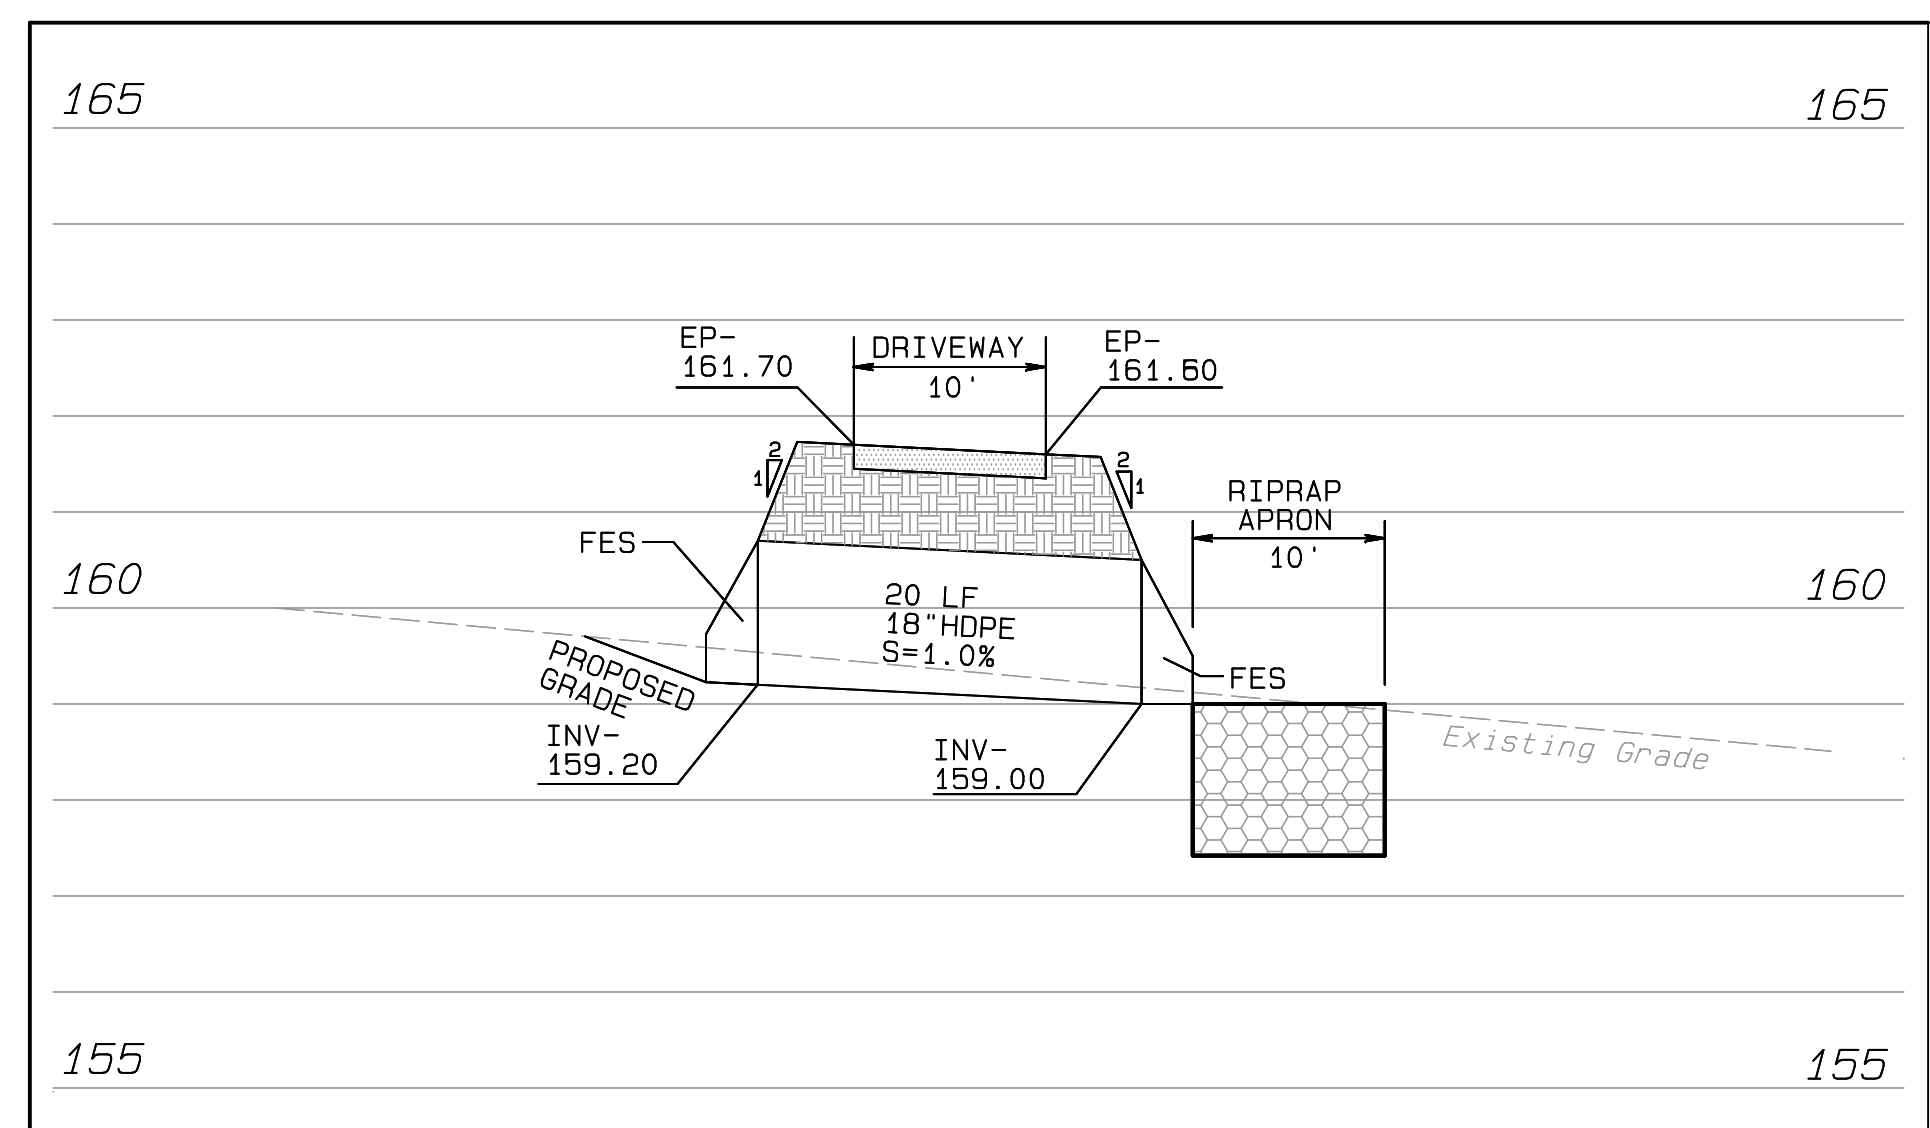 165
165
EP-
161.70
DRIVEWAY
10'
EP-
161.60
2
1
2
1
RIPRAP
APRON
10'
FES
160
160
20 LF
18"HDPE
S=1.0%
PROPOSED
GRADE
FES
INV-
159.20
INV-
159.00
Existing Grade
155
155